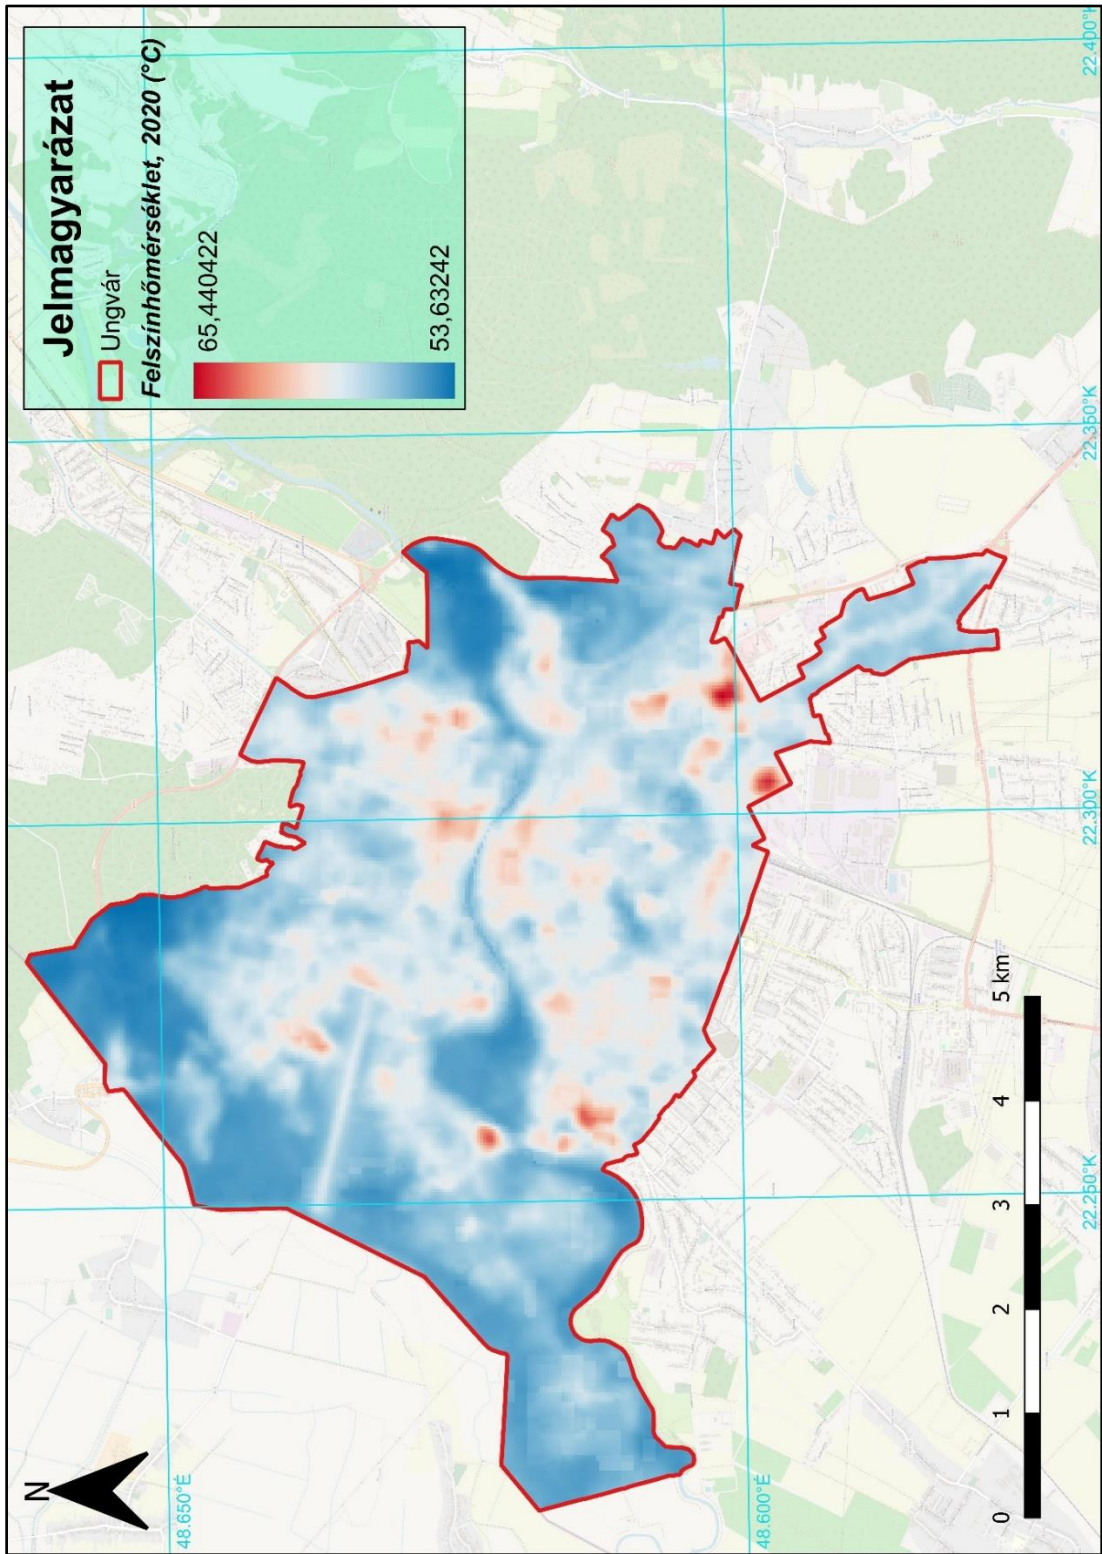 Jelmagyarázat
Ungvár
Felszínhőmérséklet, 2020 (°C)
65,440422
53,63242
N
48.650°É
48.600°É
22.250°K
22.300°K
22.350°K
22.400°K
0 1 2 3 4 5 km